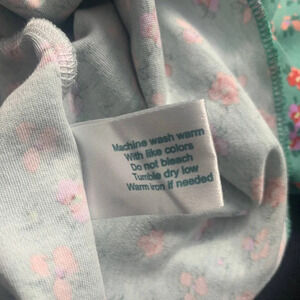 Machine wash warm
With like colors
Do not bleach
Tumble dry low
Warm iron if needed